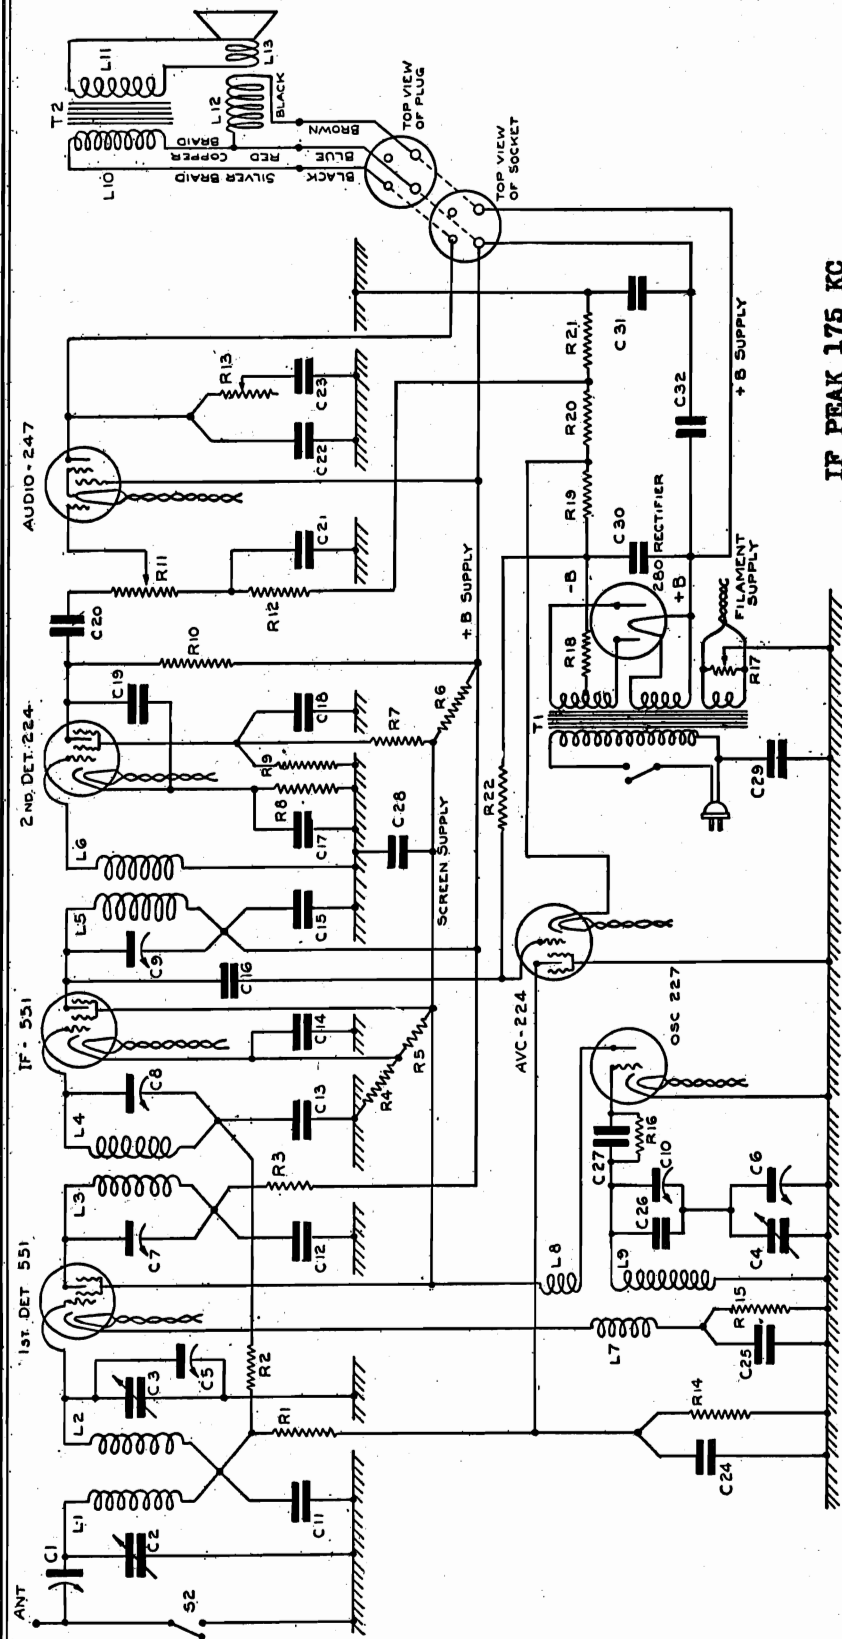 ANT
C1
S2
L1
C2
C11
L2
C3
C5
R1
R2
1ST. DET 551
L3
C7
C12
R3
L4
C8
C13
IF - 551
R4
R5
C14
C16
C9
L5
C15
L6
2ND. DET. 224
C17
R8
R9
C18
C19
C28
SCREEN SUPPLY
R7
R6
+ B SUPPLY
C20
R10
R11
R12
C21
AUDIO - 247
C22
R13
C23
T2
L10
L11
L12
L13
BLACK
COPPER BRAID
SILVER BRAID
RED
BROWN
BLUE
BLACK
TOP VIEW
OF PLUG
TOP VIEW
OF SOCKET
C24
R14
L7
C25
R15
L8
L9
C26
C10
C27
R16
C4
C6
OSC 227
AVC - 224
R22
T1
R18
-B
R19
R20
R21
C30
280 RECTIFIER
+B
C31
C32
+ B SUPPLY
R17
FILAMENT
SUPPLY
C29
IF PEAK 175 KC